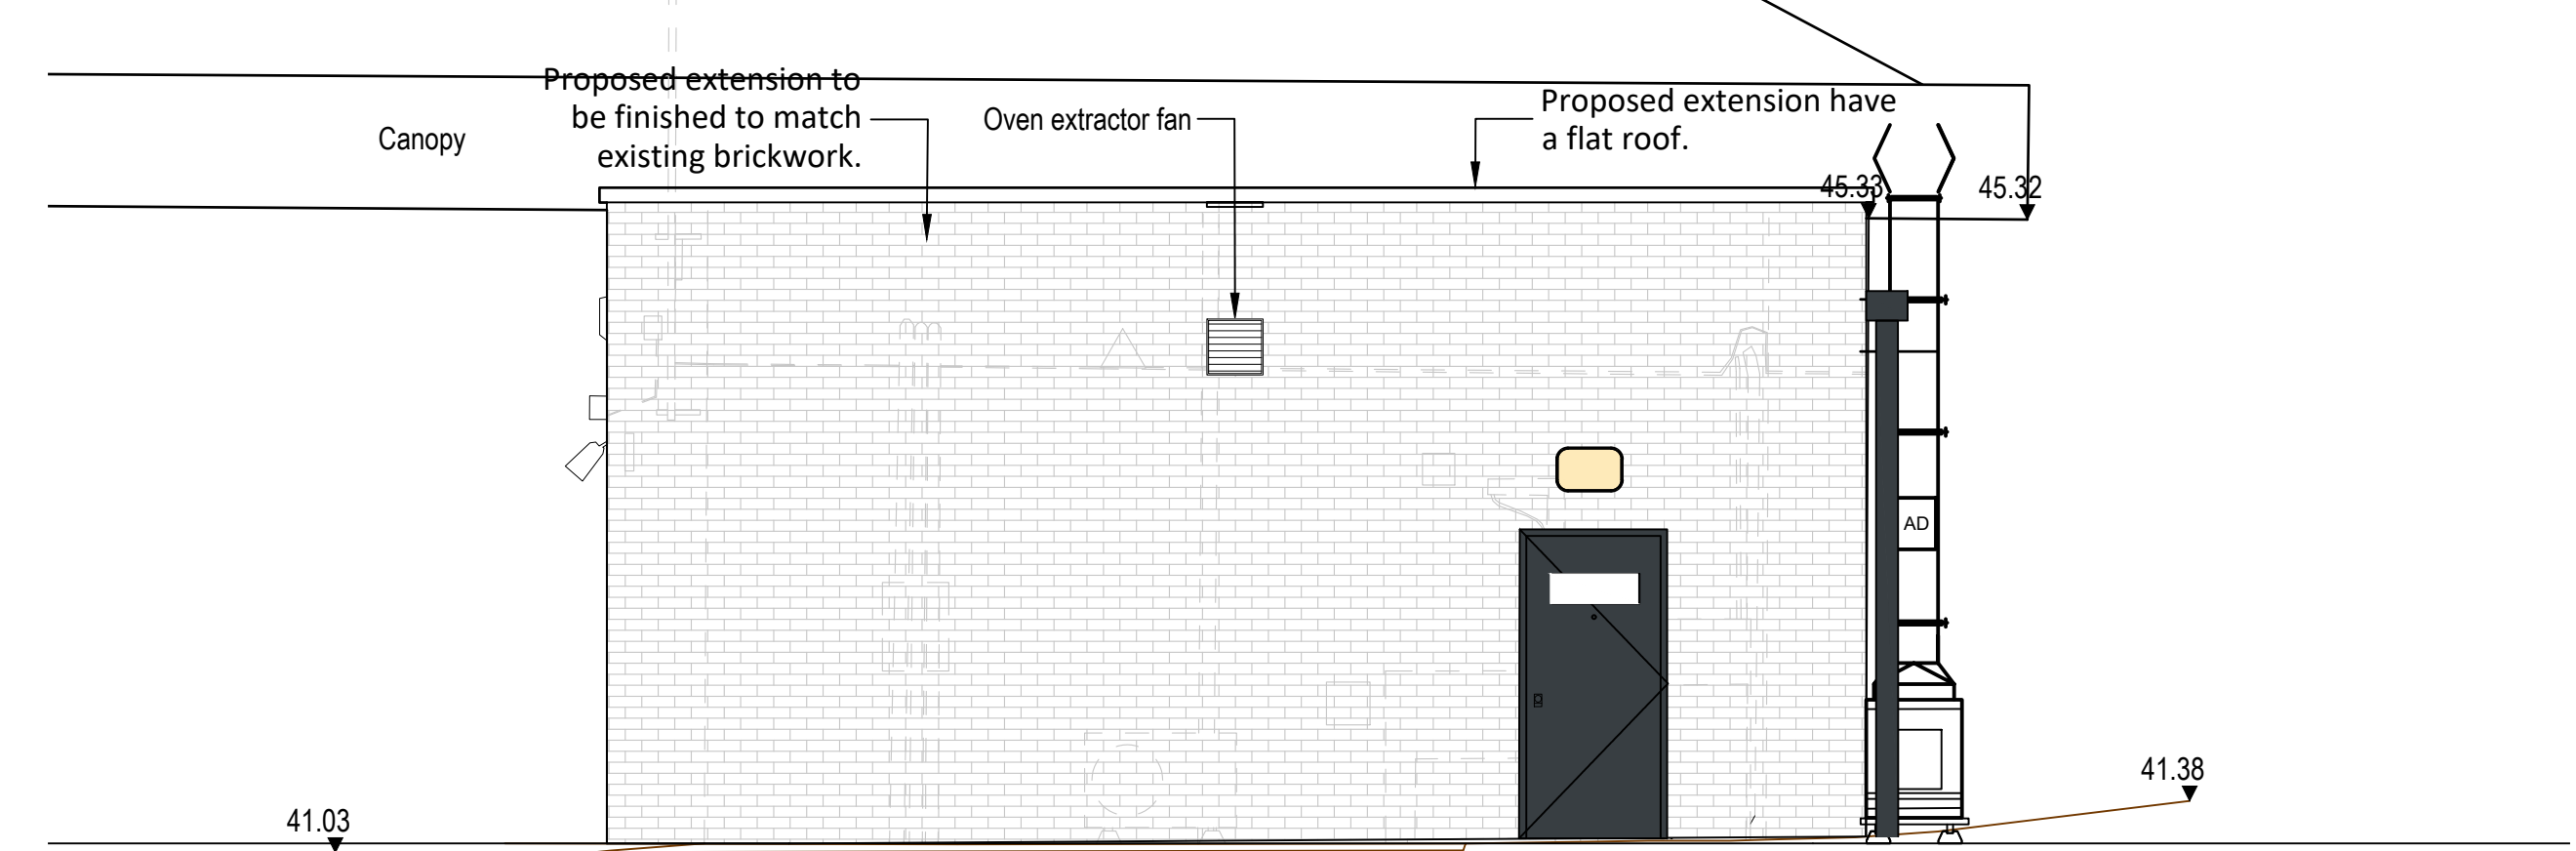 Proposed extension to
be finished to match
existing brickwork.
Canopy
Oven extractor fan
Proposed extension have
a flat roof.
45.33
45.32
AD
41.38
41.03